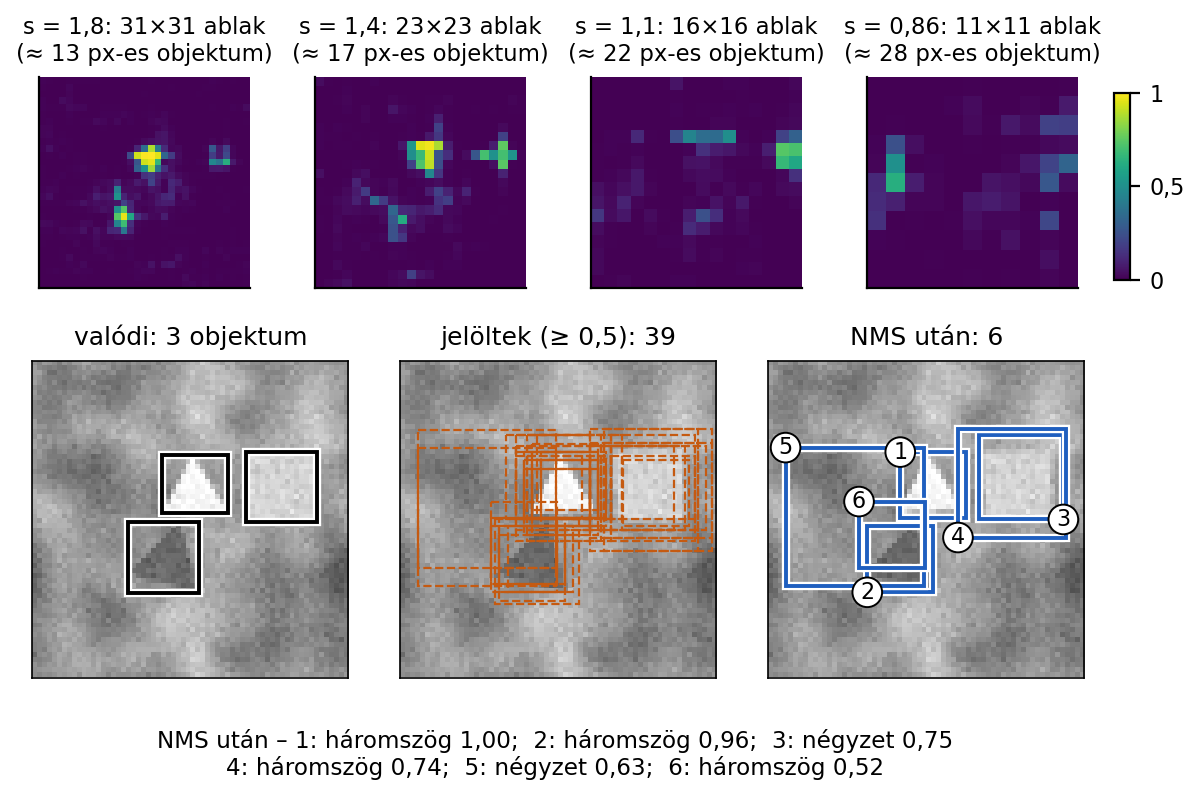 s = 1,8: 31×31 ablak
(≈ 13 px-es objektum)
s = 1,4: 23×23 ablak
(≈ 17 px-es objektum)
s = 1,1: 16×16 ablak
(≈ 22 px-es objektum)
s = 0,86: 11×11 ablak
(≈ 28 px-es objektum)
1
0,5
0
valódi: 3 objektum
jelöltek (≥ 0,5): 39
NMS után: 6
5
1
6
3
4
2
NMS után – 1: háromszög 1,00;  2: háromszög 0,96;  3: négyzet 0,75
4: háromszög 0,74;  5: négyzet 0,63;  6: háromszög 0,52